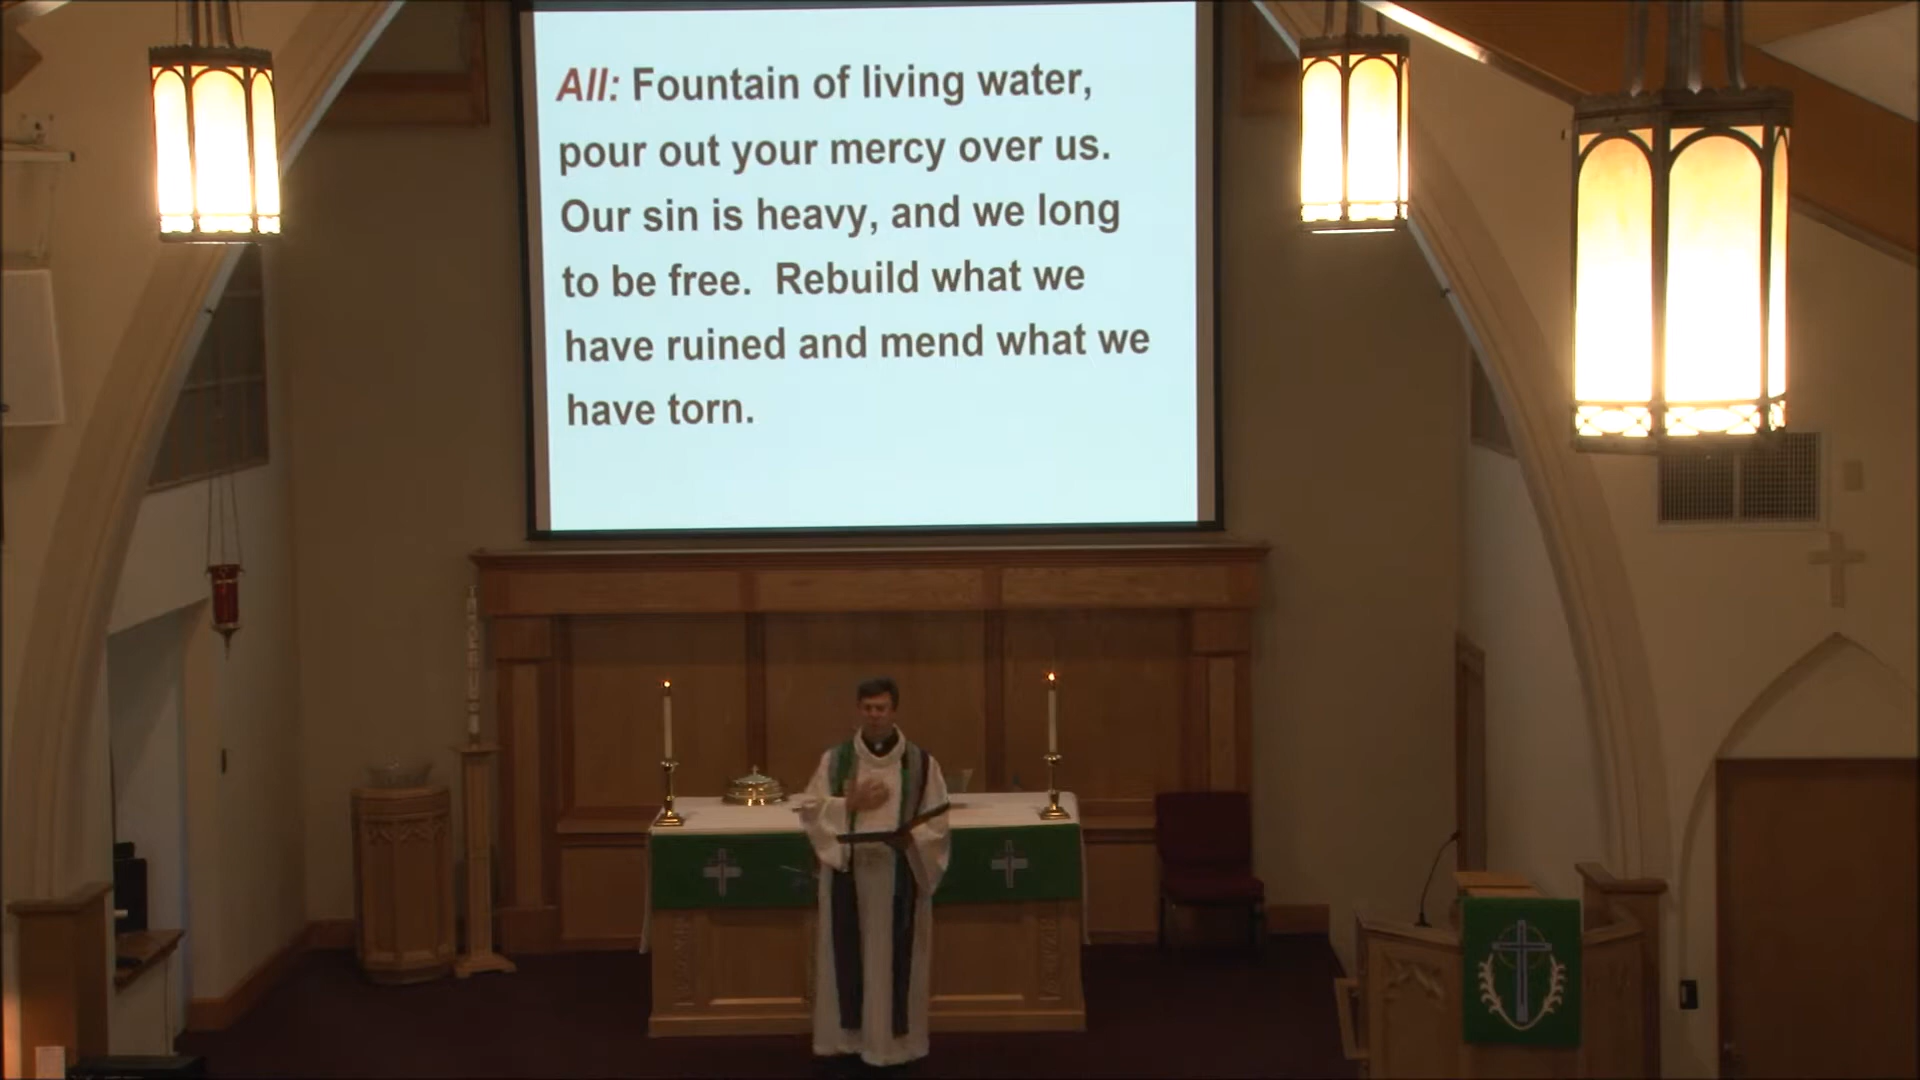 All: Fountain of living water,
pour out your mercy over us.
Our sin is heavy, and we long
to be free. Rebuild what we
have ruined and mend what we
have torn.